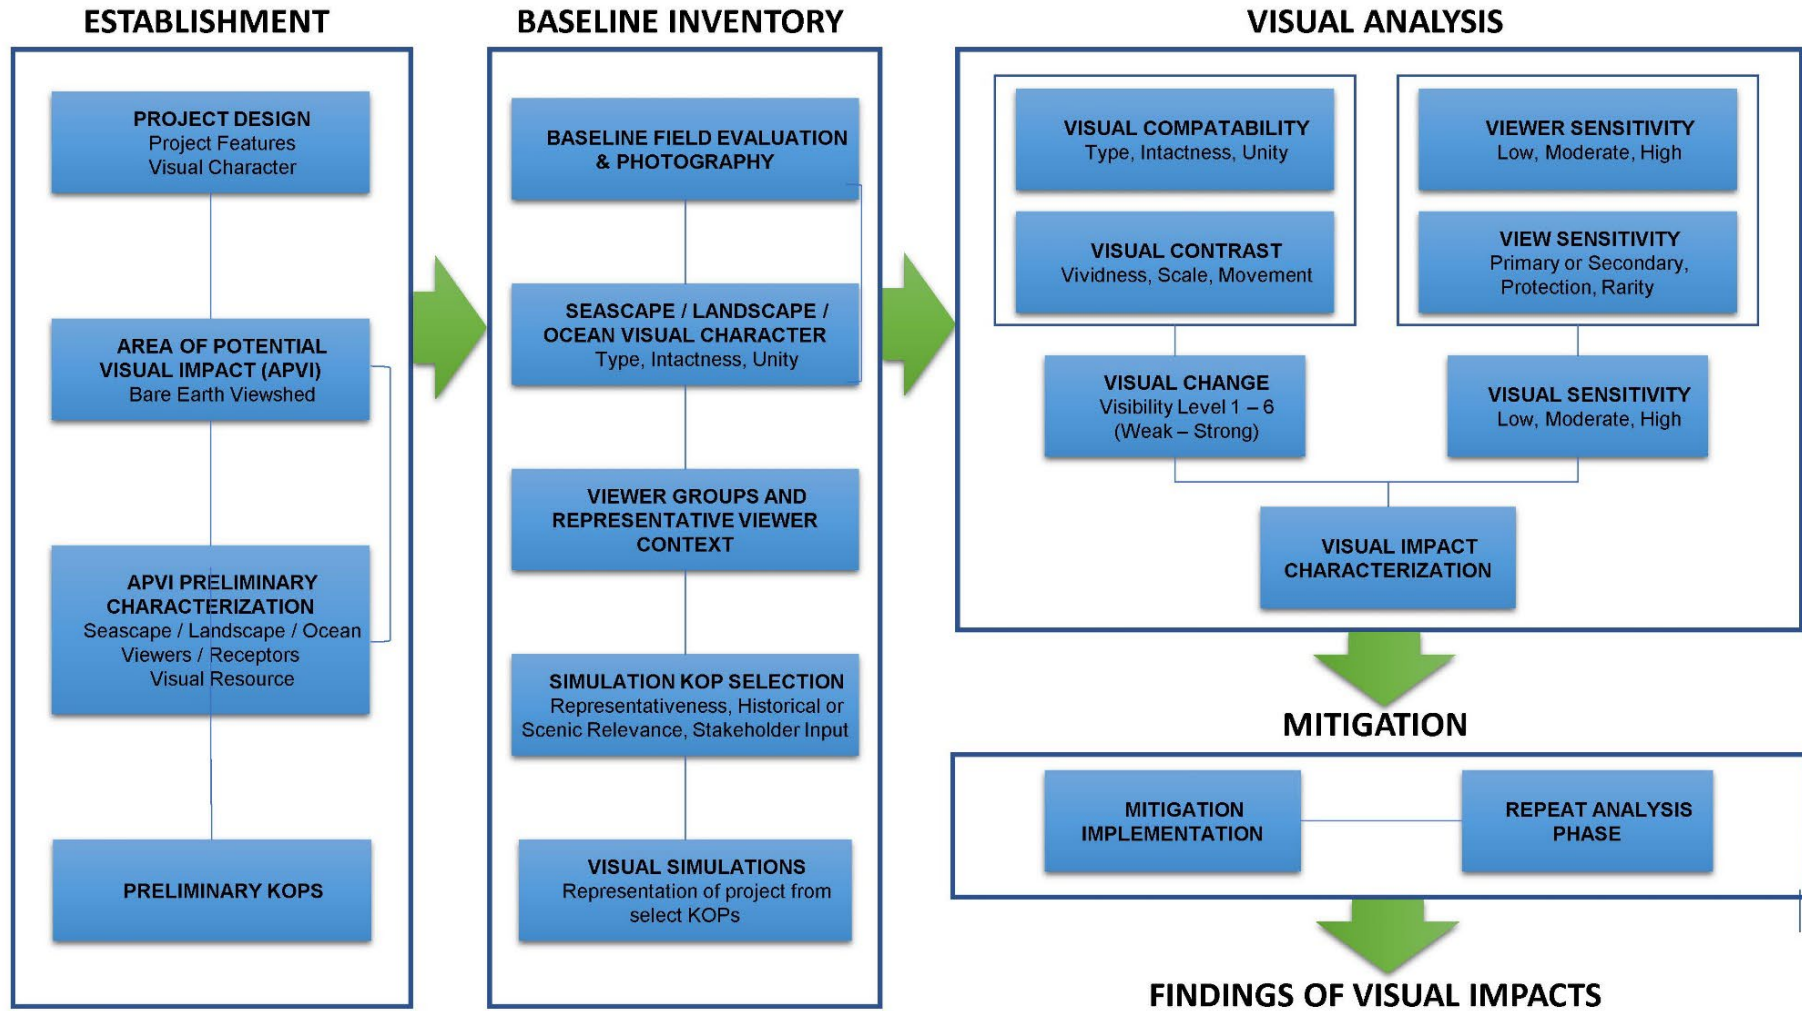 ESTABLISHMENT
PROJECT DESIGN
Project Features
Visual Character
AREA OF POTENTIAL
VISUAL IMPACT (APVI)
Bare Earth Viewshed
APVI PRELIMINARY
CHARACTERIZATION
Seascape / Landscape / Ocean
Viewers / Receptors
Visual Resource
PRELIMINARY KOPS
BASELINE INVENTORY
BASELINE FIELD EVALUATION
& PHOTOGRAPHY
SEASCAPE / LANDSCAPE /
OCEAN VISUAL CHARACTER
Type, Intactness, Unity
VIEWER GROUPS AND
REPRESENTATIVE VIEWER
CONTEXT
SIMULATION KOP SELECTION
Representativeness, Historical or
Scenic Relevance, Stakeholder Input
VISUAL SIMULATIONS
Representation of project from
select KOPs
VISUAL ANALYSIS
VISUAL COMPATABILITY
Type, Intactness, Unity
VISUAL CONTRAST
Vividness, Scale, Movement
VIEWER SENSITIVITY
Low, Moderate, High
VIEW SENSITIVITY
Primary or Secondary,
Protection, Rarity
VISUAL CHANGE
Visibility Level 1 – 6
(Weak – Strong)
VISUAL SENSITIVITY
Low, Moderate, High
VISUAL IMPACT
CHARACTERIZATION
MITIGATION
MITIGATION
IMPLEMENTATION
REPEAT ANALYSIS
PHASE
FINDINGS OF VISUAL IMPACTS